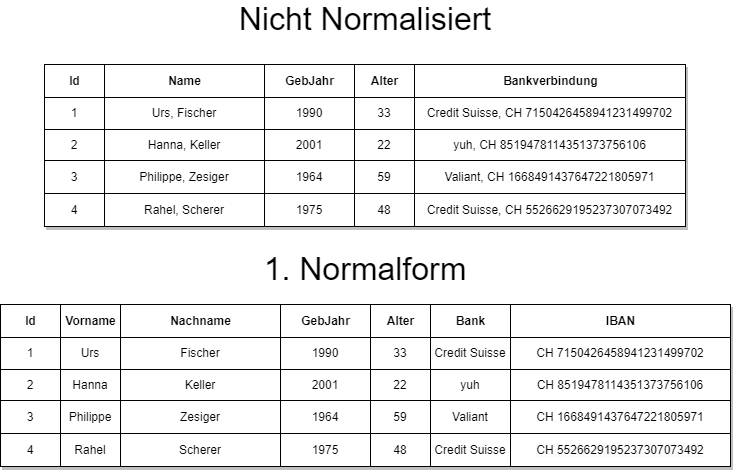 Nicht Normalisiert
Id Name GebJahr Alter Bankverbindung
1 Urs, Fischer 1990 33 Credit Suisse, CH 7150426458941231499702
2 Hanna, Keller 2001 22 yuh, CH 8519478114351373756106
3 Philippe, Zesiger 1964 59 Valiant, CH 1668491437647221805971
4 Rahel, Scherer 1975 48 Credit Suisse, CH 5526629195237307073492
1. Normalform
Id Vorname Nachname GebJahr Alter Bank IBAN
1 Urs Fischer 1990 33 Credit Suisse CH 7150426458941231499702
2 Hanna Keller 2001 22 yuh CH 8519478114351373756106
3 Philippe Zesiger 1964 59 Valiant CH 1668491437647221805971
4 Rahel Scherer 1975 48 Credit Suisse CH 5526629195237307073492